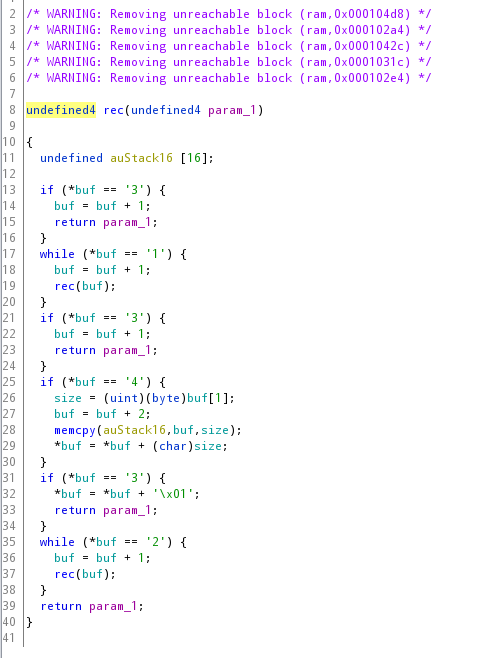 2 /* WARNING: Removing unreachable block (ram,0x000104d8) */
3 /* WARNING: Removing unreachable block (ram,0x000102a4) */
4 /* WARNING: Removing unreachable block (ram,0x0001042c) */
5 /* WARNING: Removing unreachable block (ram,0x0001031c) */
6 /* WARNING: Removing unreachable block (ram,0x000102e4) */
7
8 undefined4 rec(undefined4 param_1)
9
10 {
11   undefined auStack16 [16];
12
13   if (*buf == '3') {
14     buf = buf + 1;
15     return param_1;
16   }
17   while (*buf == '1') {
18     buf = buf + 1;
19     rec(buf);
20   }
21   if (*buf == '3') {
22     buf = buf + 1;
23     return param_1;
24   }
25   if (*buf == '4') {
26     size = (uint)(byte)buf[1];
27     buf = buf + 2;
28     memcpy(auStack16,buf,size);
29     *buf = *buf + (char)size;
30   }
31   if (*buf == '3') {
32     *buf = *buf + '\x01';
33     return param_1;
34   }
35   while (*buf == '2') {
36     buf = buf + 1;
37     rec(buf);
38   }
39   return param_1;
40 }
41